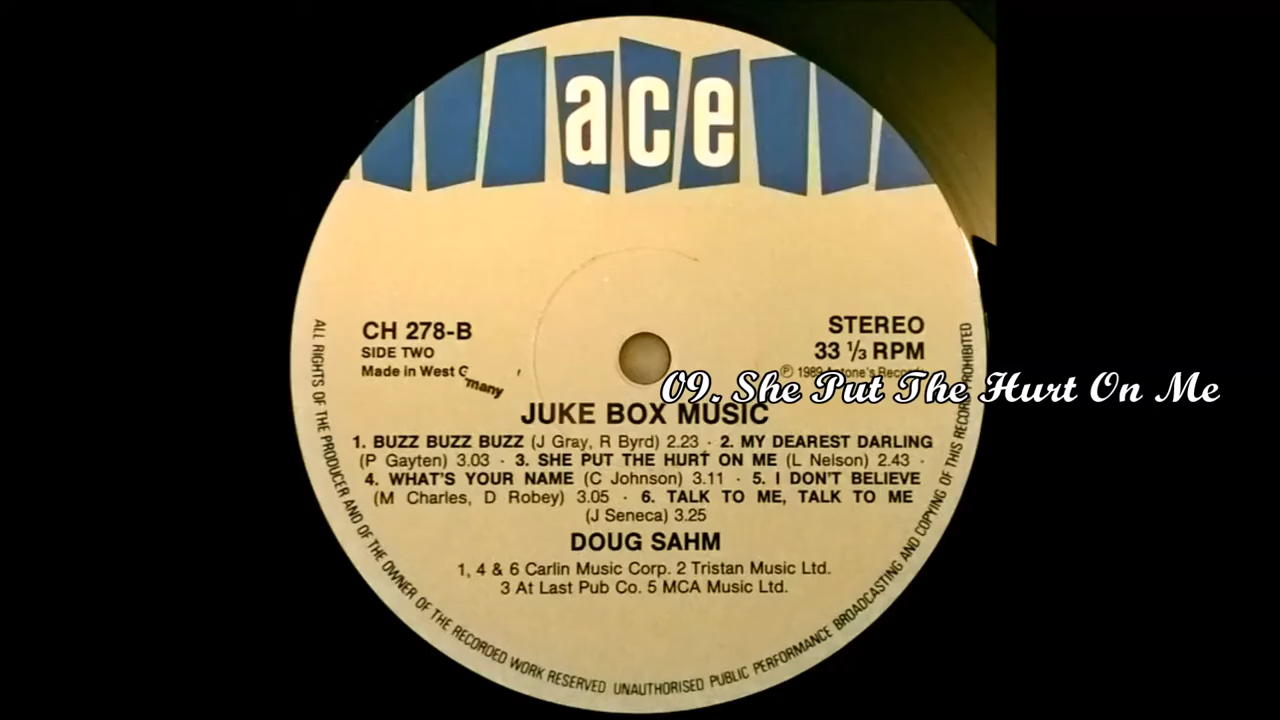 ace
CH 278-B
SIDE TWO
Made in West G
many
STEREO
33 ⅓ RPM
℗ 1989 Antone's Records
09. She Put The Hurt On Me
JUKE BOX MUSIC
1. BUZZ BUZZ BUZZ (J Gray, R Byrd) 2.23 · 2. MY DEAREST DARLING
(P Gayten) 3.03 · 3. SHE PUT THE HURT ON ME (L Nelson) 2.43 ·
4. WHAT'S YOUR NAME (C Johnson) 3.11 · 5. I DON'T BELIEVE
(M Charles, D Robey) 3.05 · 6. TALK TO ME, TALK TO ME
(J Seneca) 3.25
DOUG SAHM
1, 4 & 6 Carlin Music Corp. 2 Tristan Music Ltd.
3 At Last Pub Co. 5 MCA Music Ltd.
ALL RIGHTS OF THE PRODUCER AND OF THE OWNER OF THE RECORDED WORK RESERVED UNAUTHORISED PUBLIC PERFORMANCE BROADCASTING AND COPYING OF THIS RECORD PROHIBITED